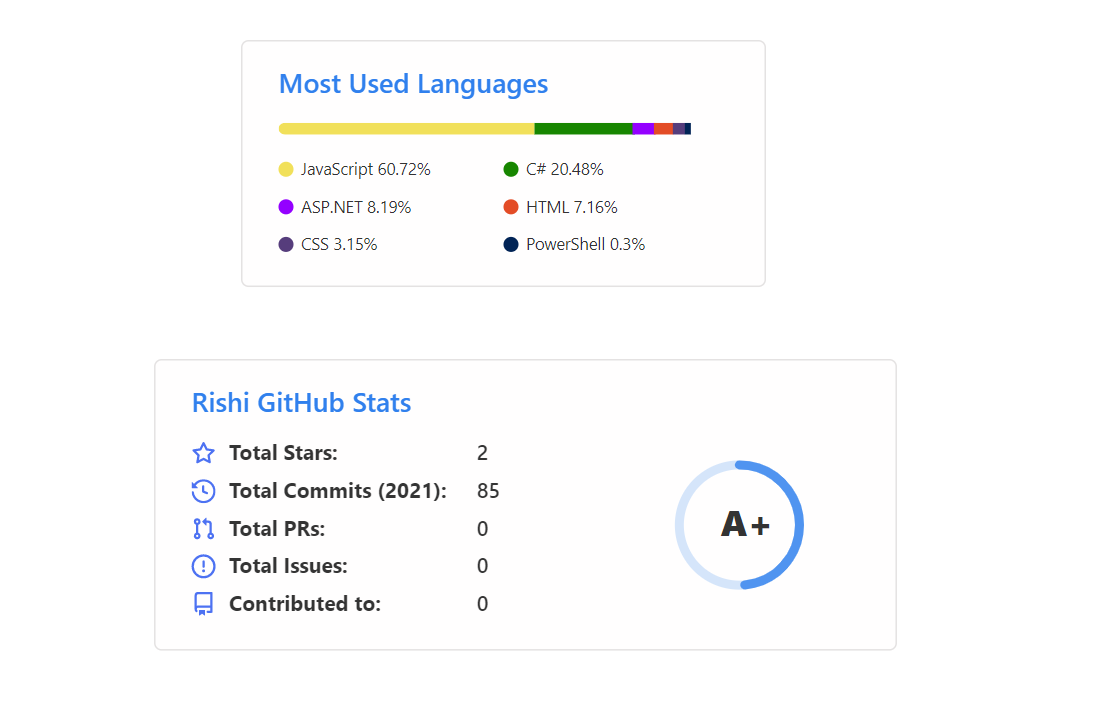 Most Used Languages
JavaScript 60.72%
C# 20.48%
ASP.NET 8.19%
HTML 7.16%
CSS 3.15%
PowerShell 0.3%
Rishi GitHub Stats
Total Stars: 2
Total Commits (2021): 85
Total PRs: 0
Total Issues: 0
Contributed to: 0
A+